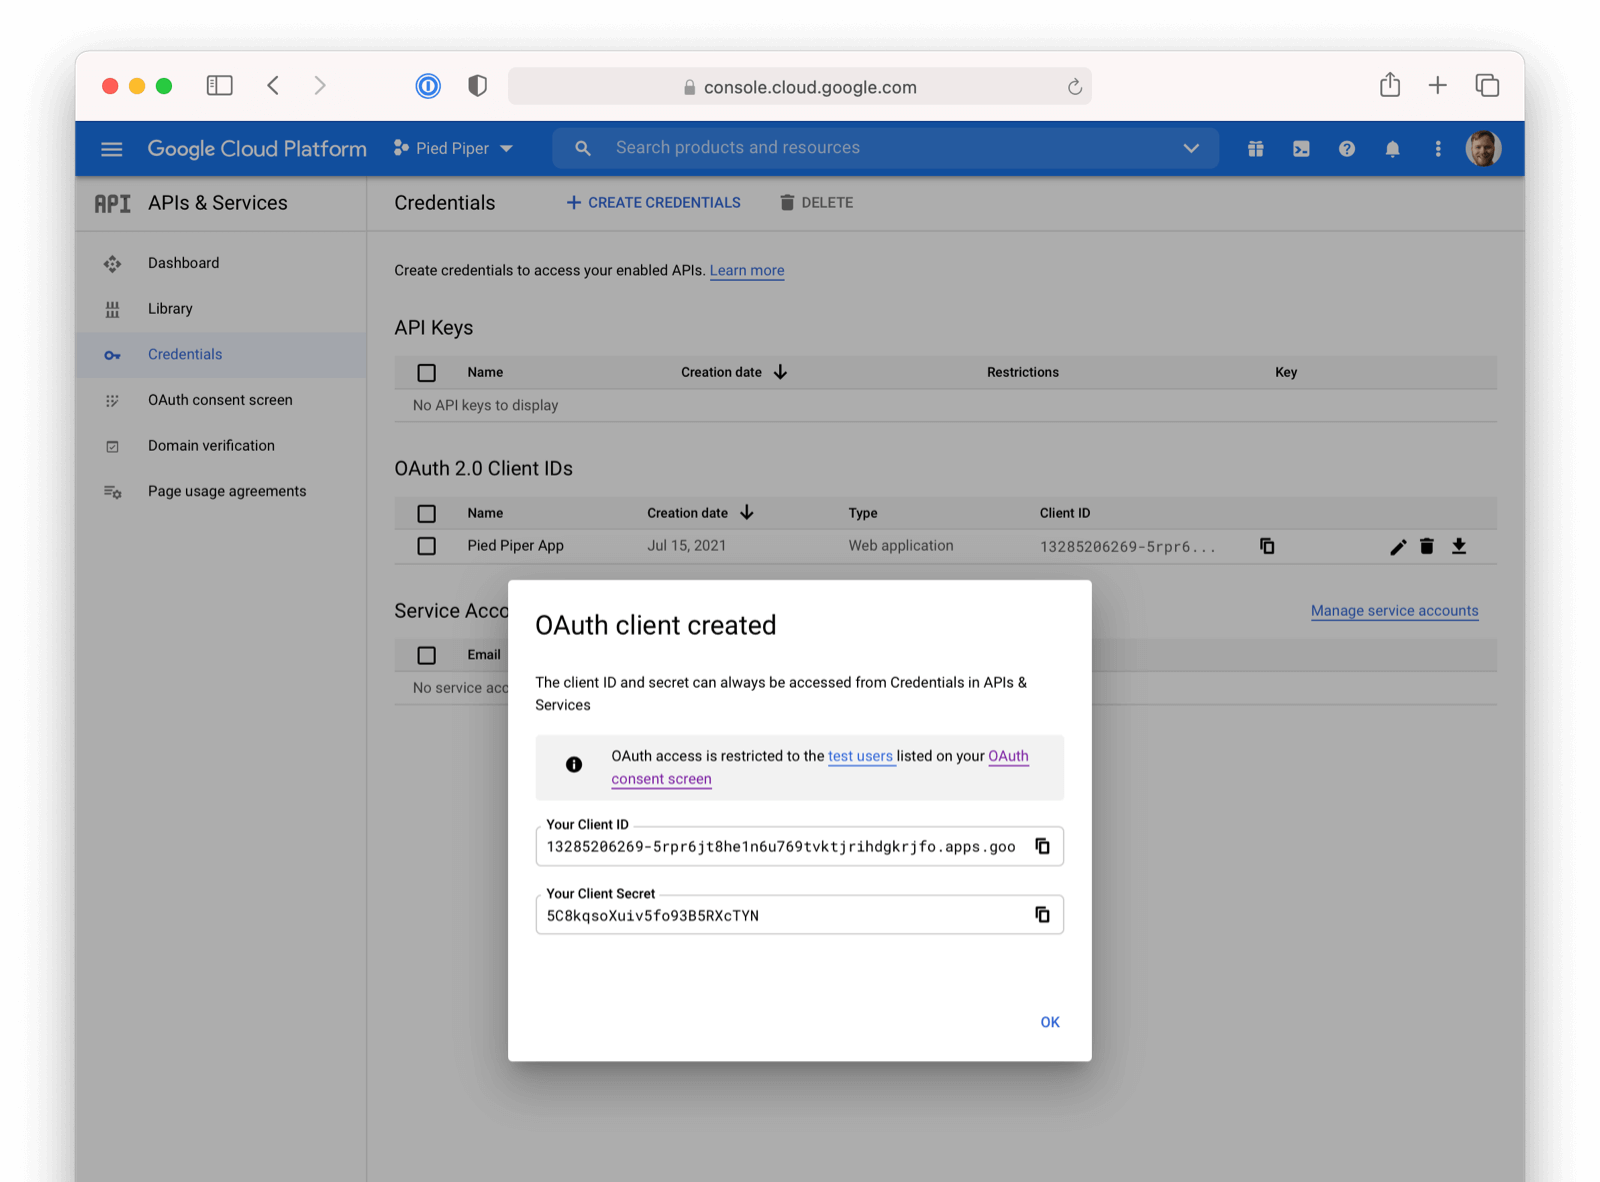 console.cloud.google.com
Google Cloud Platform
Pied Piper
Search products and resources
API APIs & Services
Credentials
CREATE CREDENTIALS
DELETE
Dashboard
Library
Credentials
OAuth consent screen
Domain verification
Page usage agreements
Create credentials to access your enabled APIs. Learn more
API Keys
Name Creation date Restrictions Key
No API keys to display
OAuth 2.0 Client IDs
Name Creation date Type Client ID
Pied Piper App Jul 15, 2021 Web application 13285206269-5rpr6...
Service Acco
Manage service accounts
Email
No service acc
OAuth client created
The client ID and secret can always be accessed from Credentials in APIs &
Services
OAuth access is restricted to the test users listed on your OAuth
consent screen
Your Client ID
13285206269-5rpr6jt8he1n6u769tvktjrihdgkrjfo.apps.goo
Your Client Secret
5C8kqsoXuiv5fo93B5RXcTYN
OK